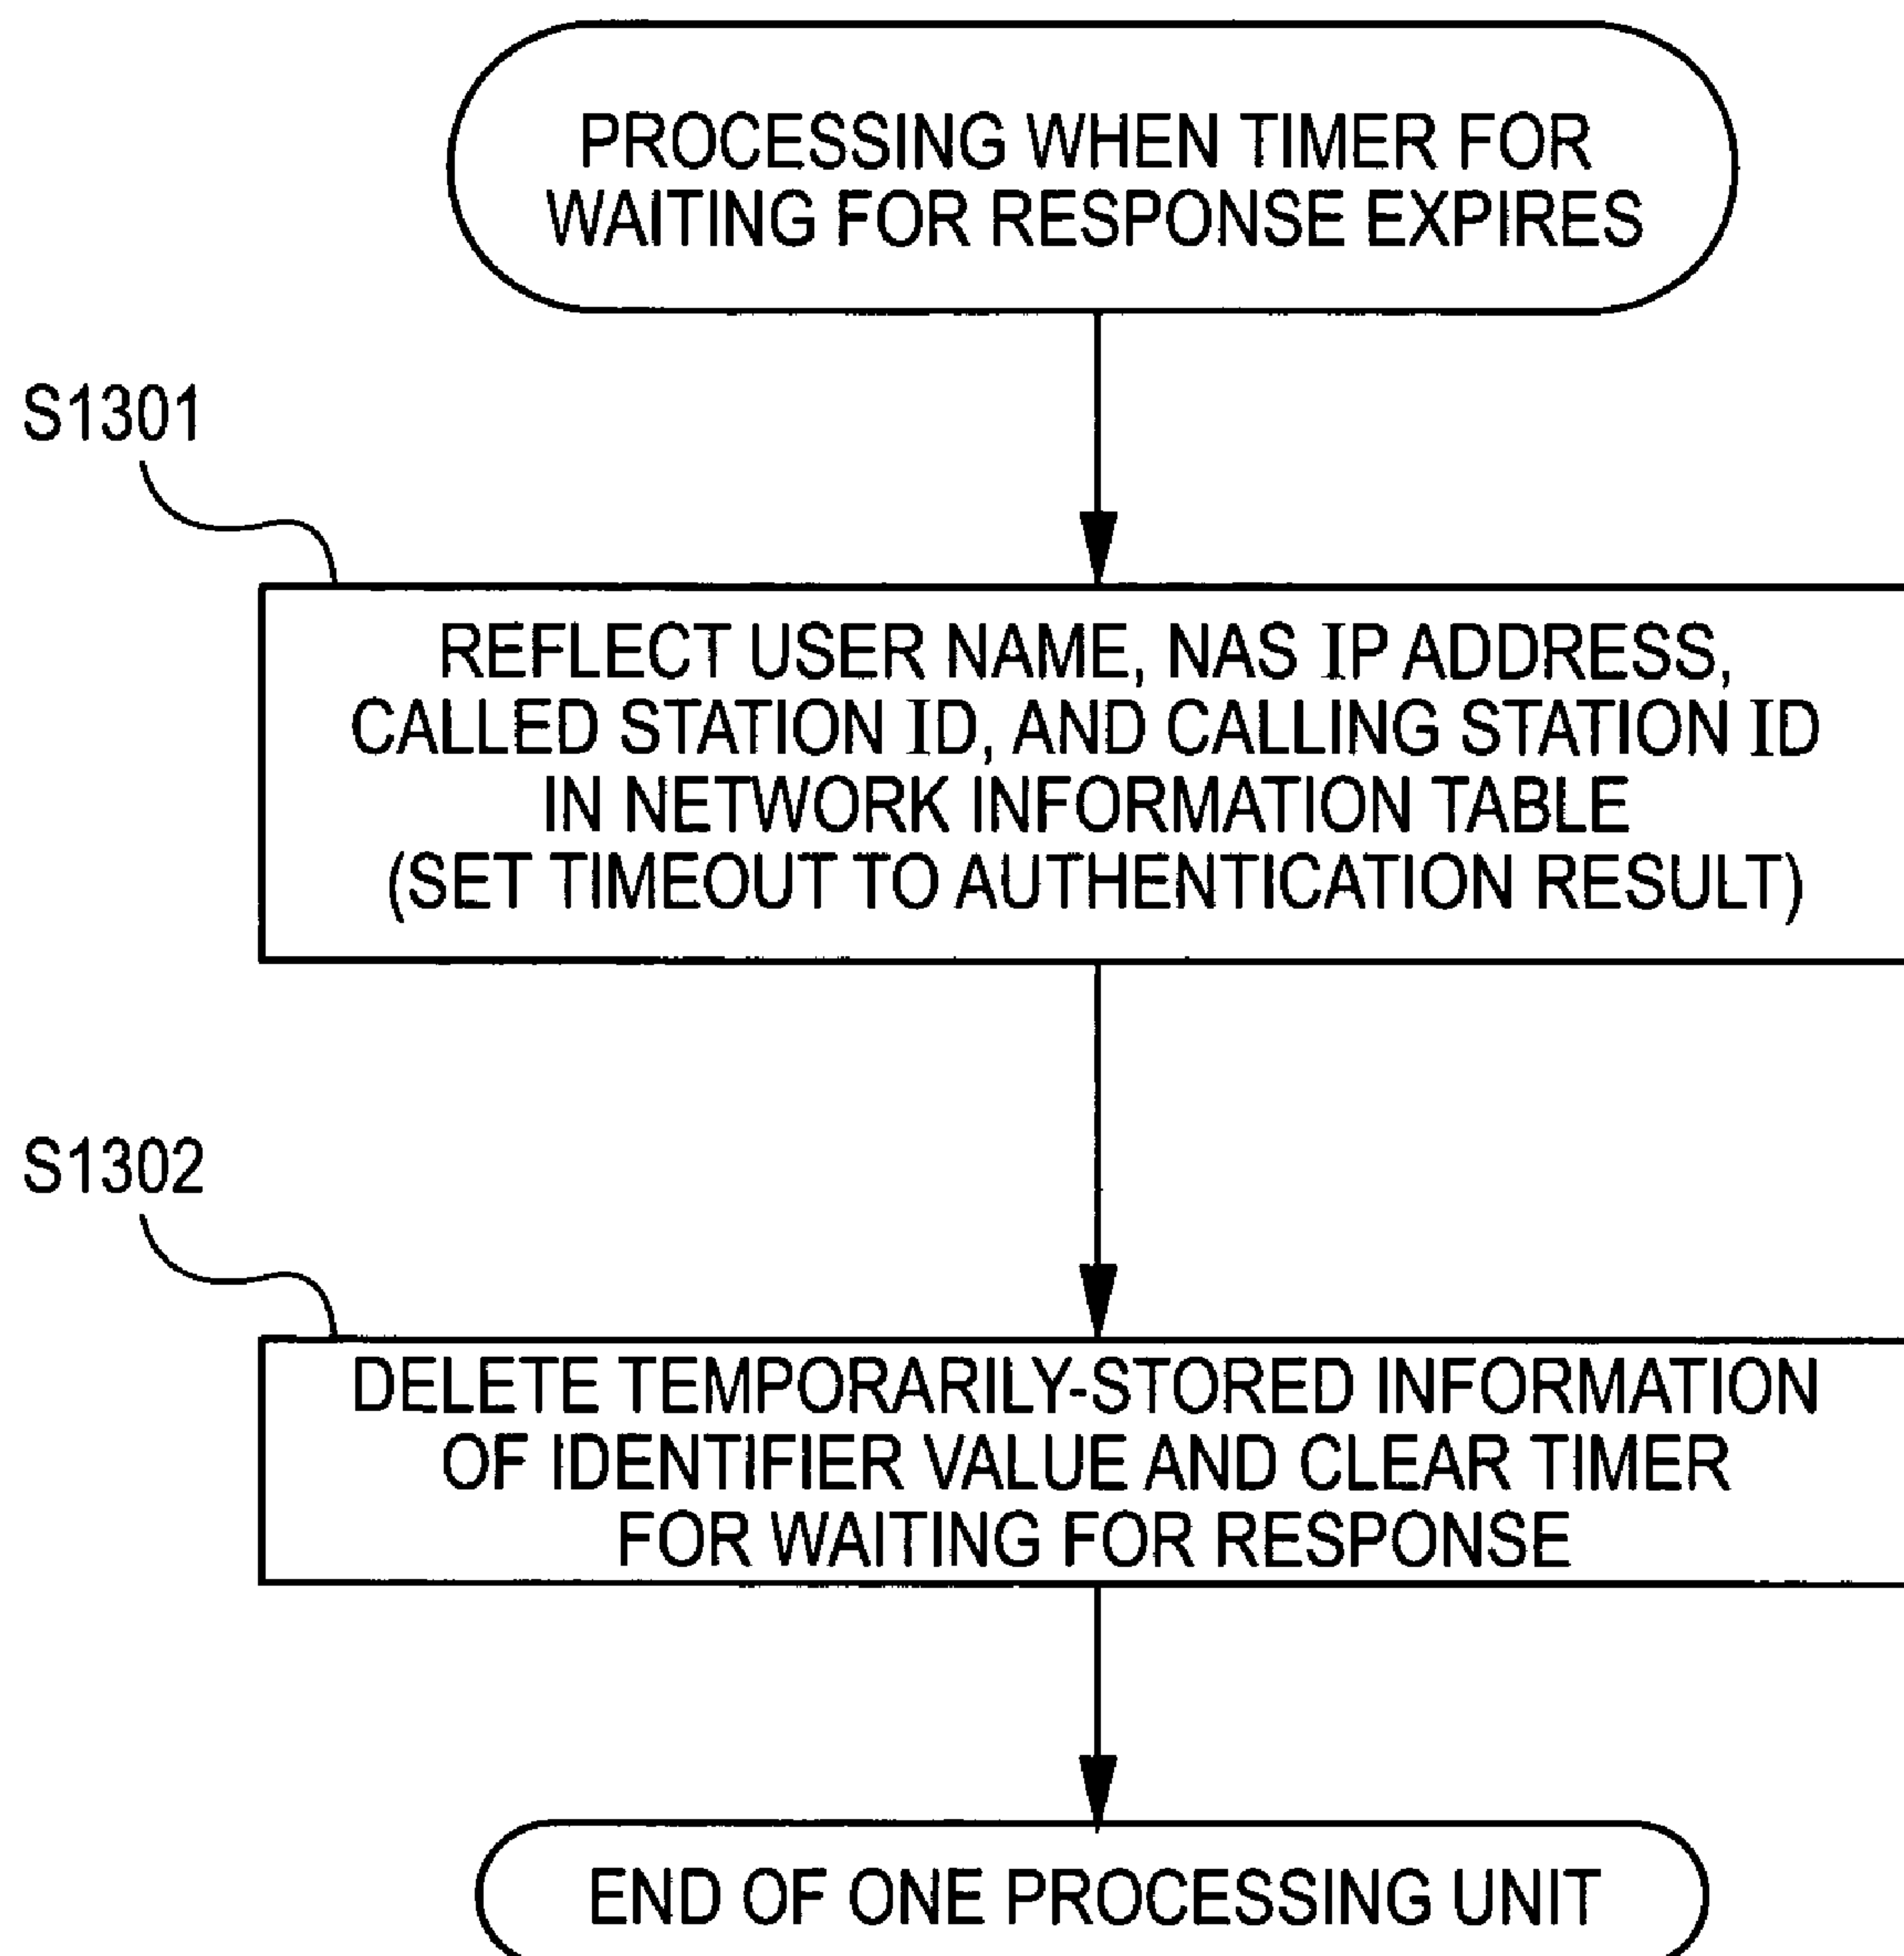 PROCESSING WHEN TIMER FOR
WAITING FOR RESPONSE EXPIRES
S1301
REFLECT USER NAME, NAS IP ADDRESS,
CALLED STATION ID, AND CALLING STATION ID
IN NETWORK INFORMATION TABLE
(SET TIMEOUT TO AUTHENTICATION RESULT)
S1302
DELETE TEMPORARILY-STORED INFORMATION
OF IDENTIFIER VALUE AND CLEAR TIMER
FOR WAITING FOR RESPONSE
END OF ONE PROCESSING UNIT